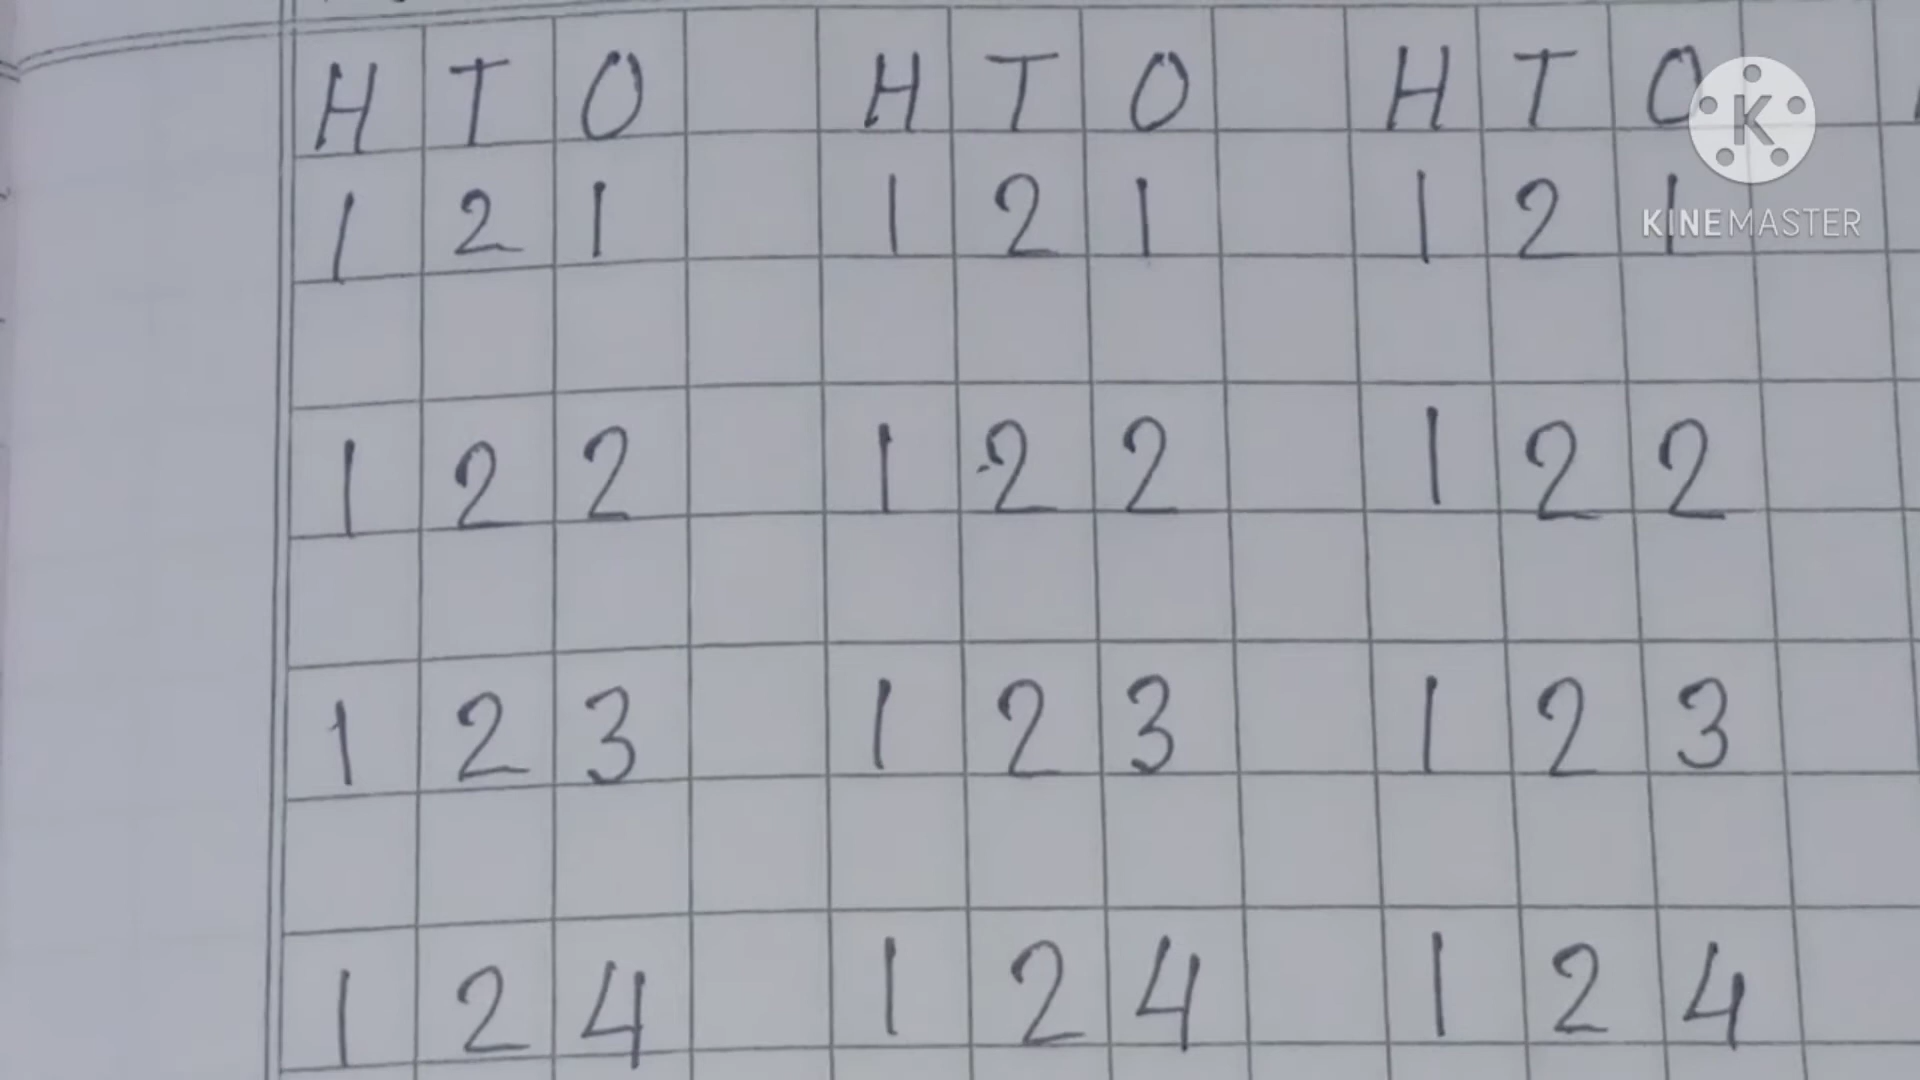 H T O H T O H T O
1 2 1 1 2 1 1 2 1
K
KINEMASTER
1 2 2 1 2 2 1 2 2
1 2 3 1 2 3 1 2 3
1 2 4 1 2 4 1 2 4